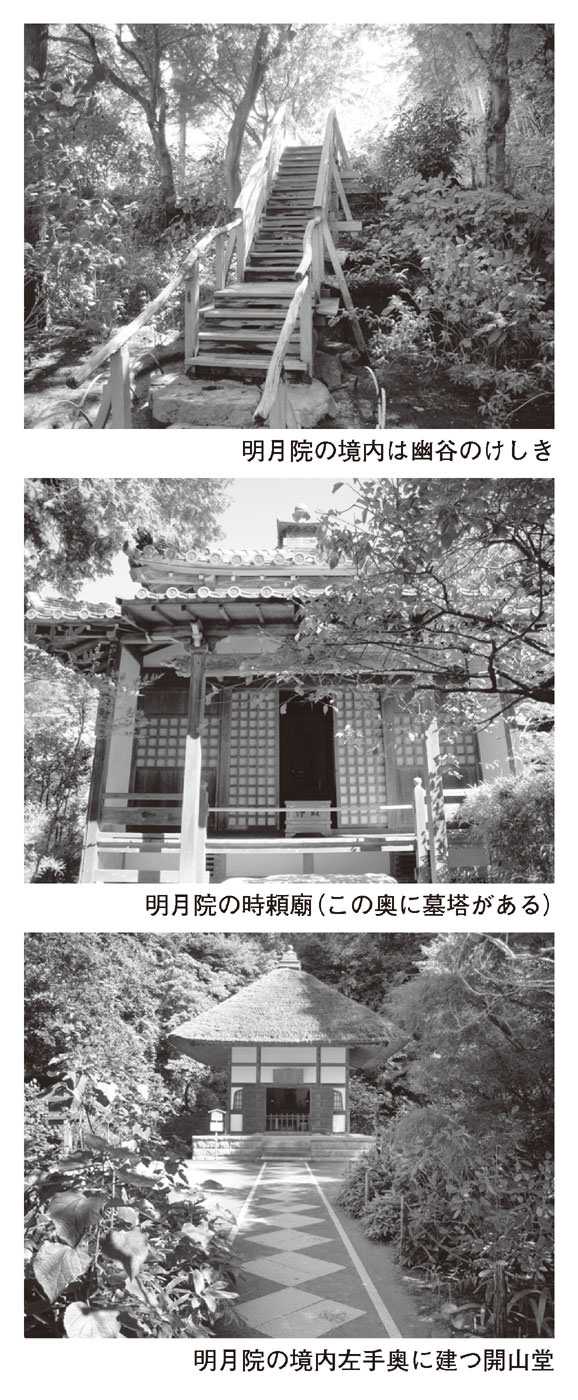 明月院の境内は幽谷のけしき
明月院の時頼廟（この奥に墓塔がある）
明月院の境内左手奥に建つ開山堂